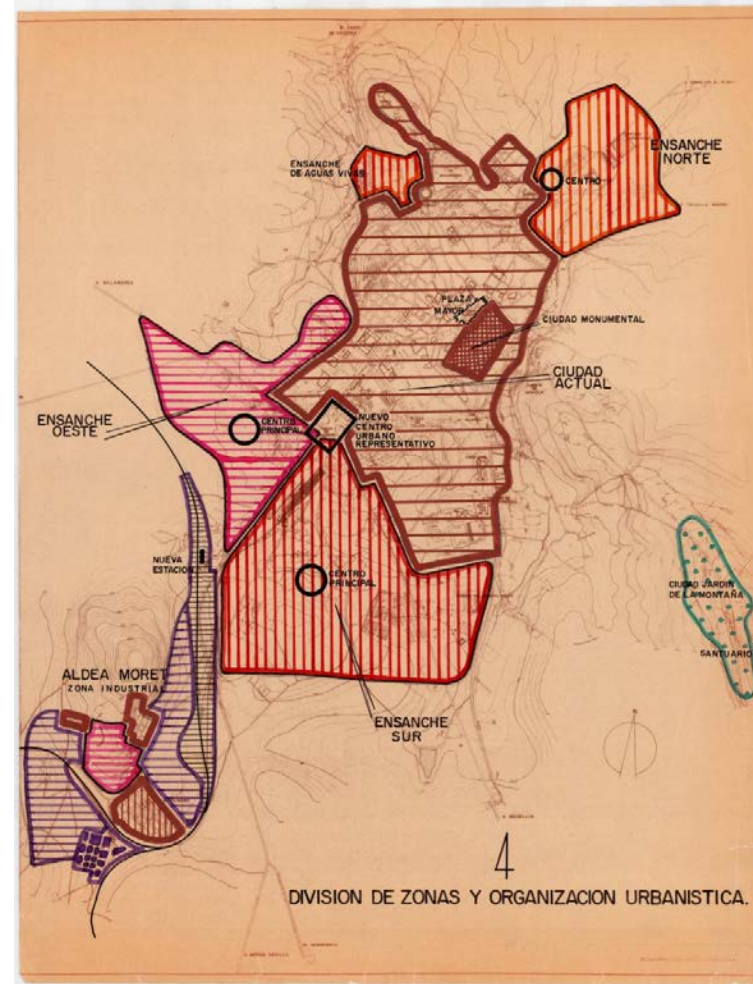 ENSANCHE
NORTE
ENSANCHE
DE AGUAS VIVAS
CENTRO
PLAZA
MAYOR
CIUDAD MONUMENTAL
CIUDAD
ACTUAL
ENSANCHE
OESTE
CENTRO
PRINCIPAL
NUEVO
CENTRO
URBANO
REPRESENTATIVO
NUEVA
ESTACION
CENTRO
PRINCIPAL
CIUDAD JARDIN
DE LA MONTAÑA
SANTUARIO
ALDEA MORET
ZONA INDUSTRIAL
ENSANCHE
SUR
4
DIVISION DE ZONAS Y ORGANIZACION URBANISTICA.